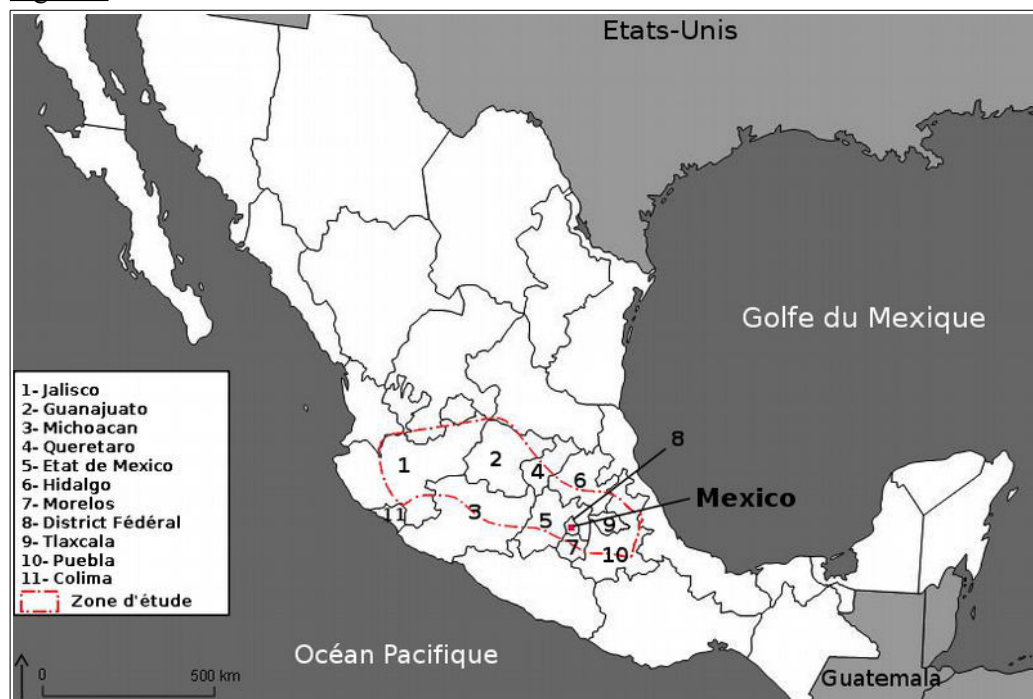 Etats-Unis
Golfe du Mexique
1- Jalisco
2- Guanajuato
3- Michoacan
4- Queretaro
5- Etat de Mexico
6- Hidalgo
7- Morelos
8- District Fédéral
9- Tlaxcala
10- Puebla
11- Colima
Zone d'étude
8
1
2
4
6
Mexico
11
3
5
9
7
10
Océan Pacifique
0 500 km
Guatemala